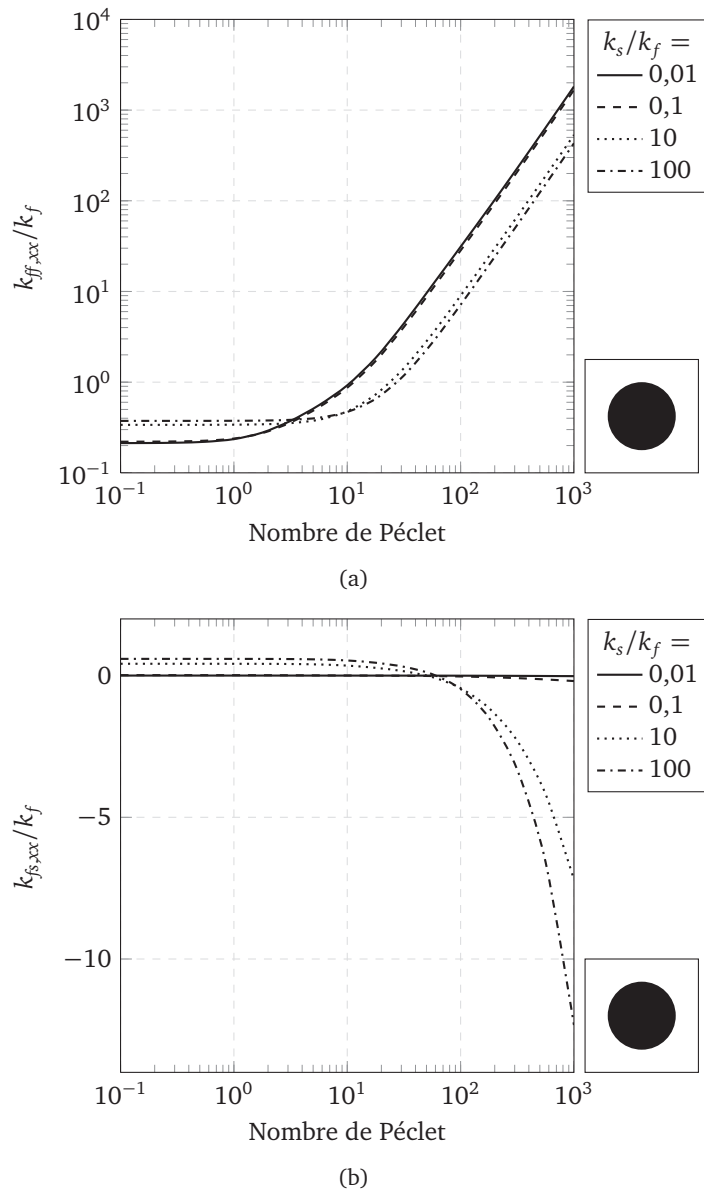 10^4
10^3
10^2
10^1
10^0
10^−1
k_ff,xx/k_f
10^−1 10^0 10^1 10^2 10^3
Nombre de Péclet
k_s/k_f =
0,01
0,1
10
100
(a)
0
−5
−10
k_fs,xx/k_f
10^−1 10^0 10^1 10^2 10^3
Nombre de Péclet
k_s/k_f =
0,01
0,1
10
100
(b)